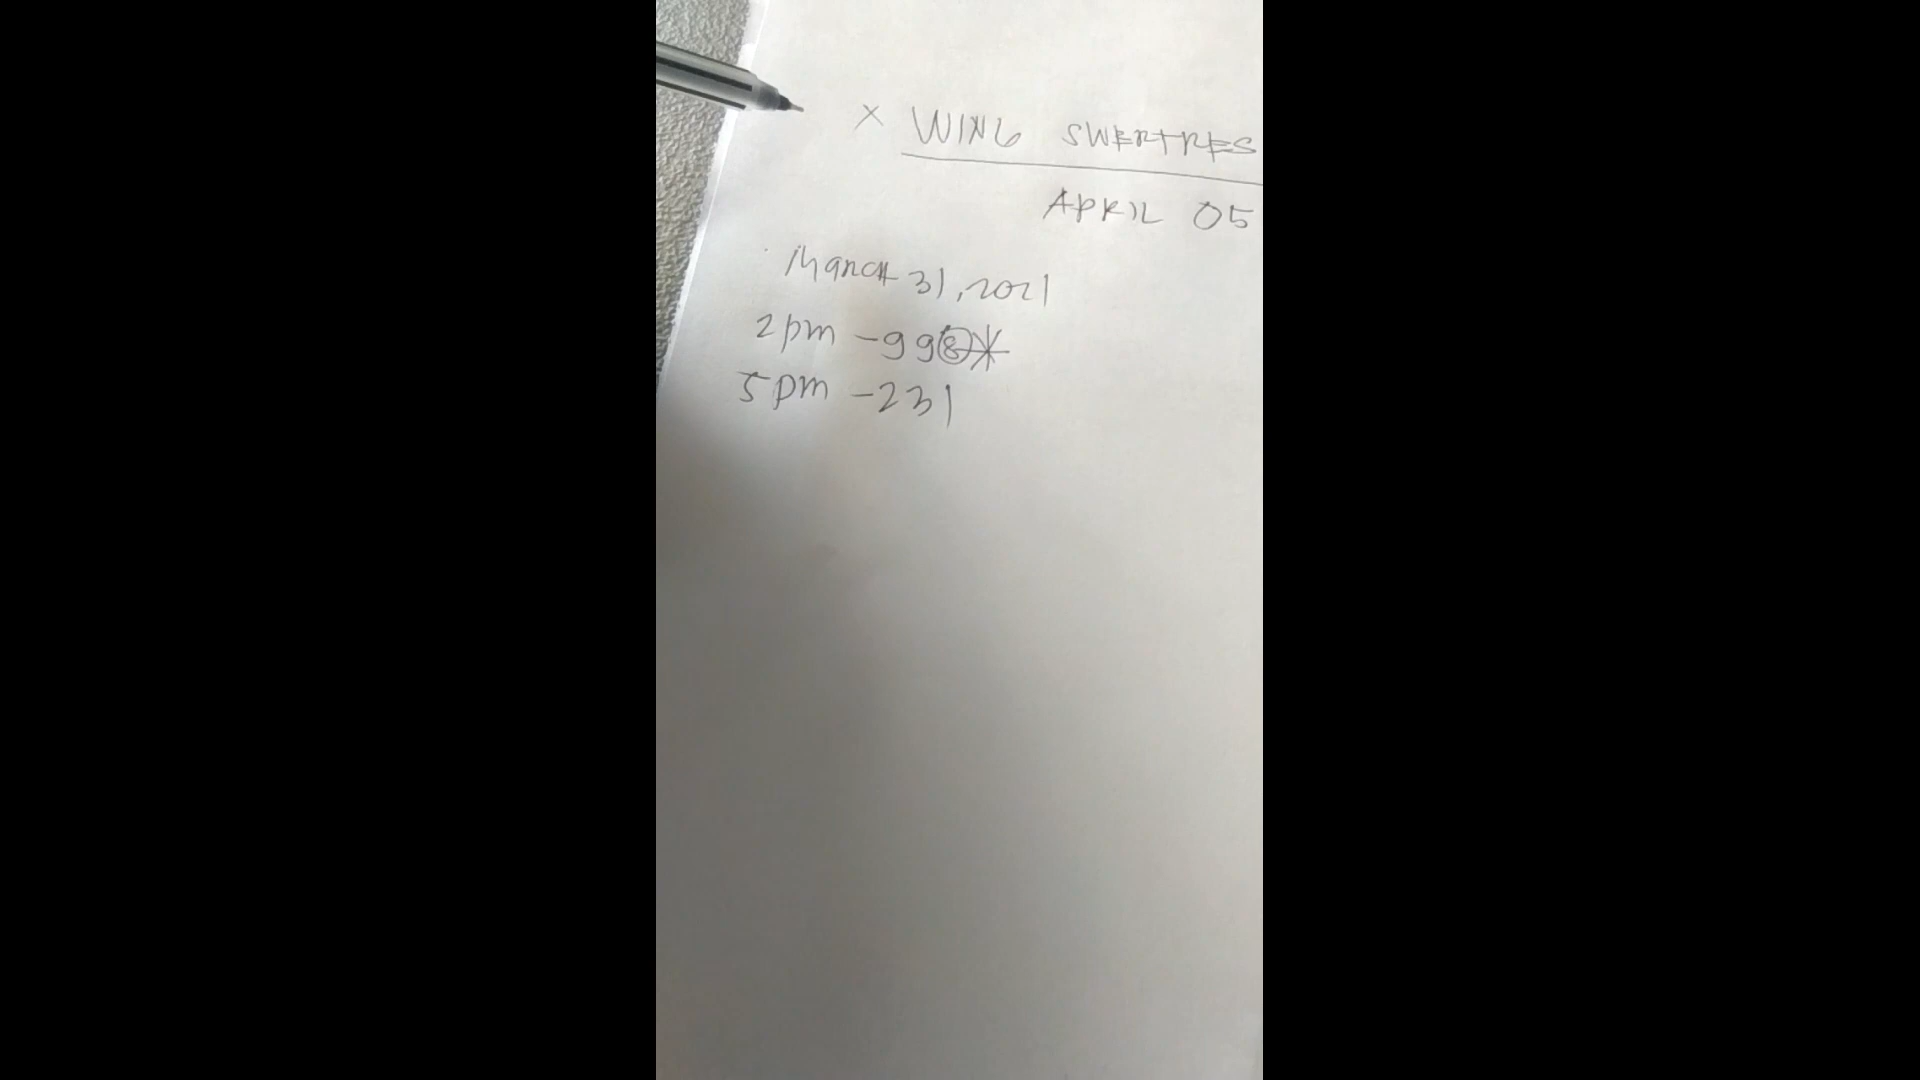 X WING SWERTRES
APRIL 05
March 31, 2021
2pm - 998*
5pm - 231